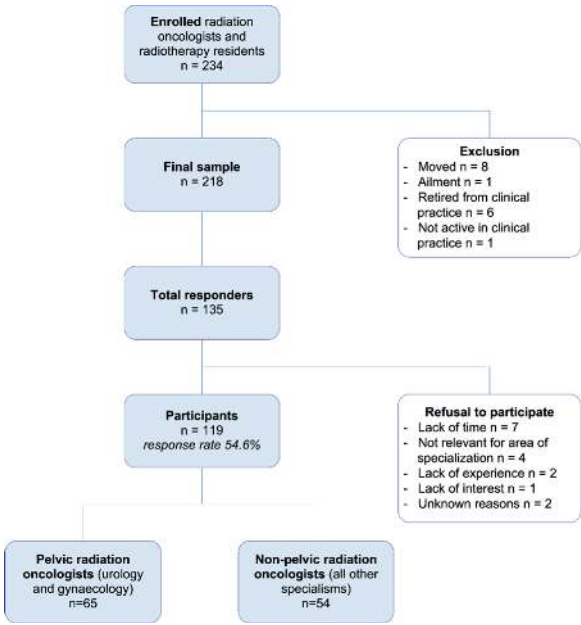 Enrolled radiation
oncologists and
radiotherapy residents
n = 234
Final sample
n = 218
Exclusion
- Moved n = 8
- Ailment n = 1
- Retired from clinical
practice n = 6
- Not active in clinical
practice n = 1
Total responders
n = 135
Participants
n = 119
response rate 54.6%
Refusal to participate
- Lack of time n = 7
- Not relevant for area of
specialization n = 4
- Lack of experience n = 2
- Lack of interest n = 1
- Unknown reasons n = 2
Pelvic radiation
oncologists (urology
and gynaecology)
n=65
Non-pelvic radiation
oncologists (all other
specialisms)
n=54